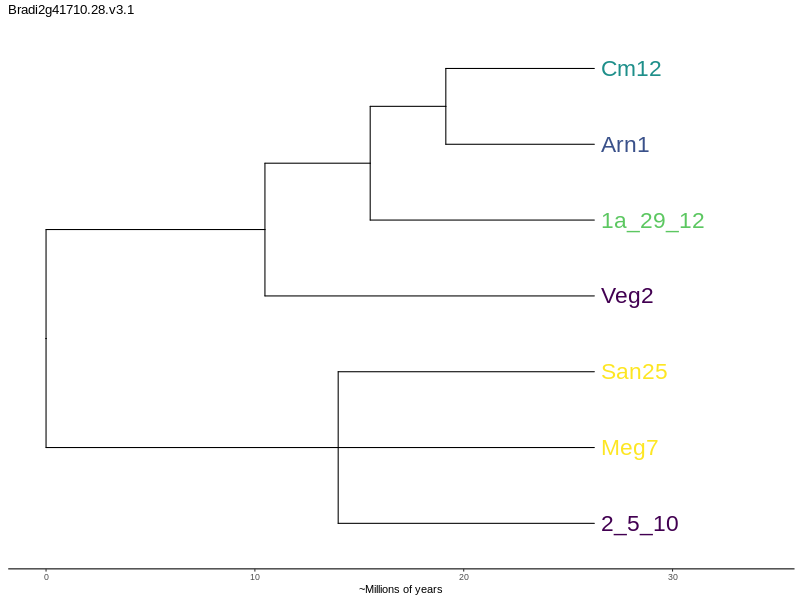 Bradi2g41710.28.v3.1
Cm12
Arn1
1a_29_12
Veg2
San25
Meg7
2_5_10
0 10 20 30
~Millions of years